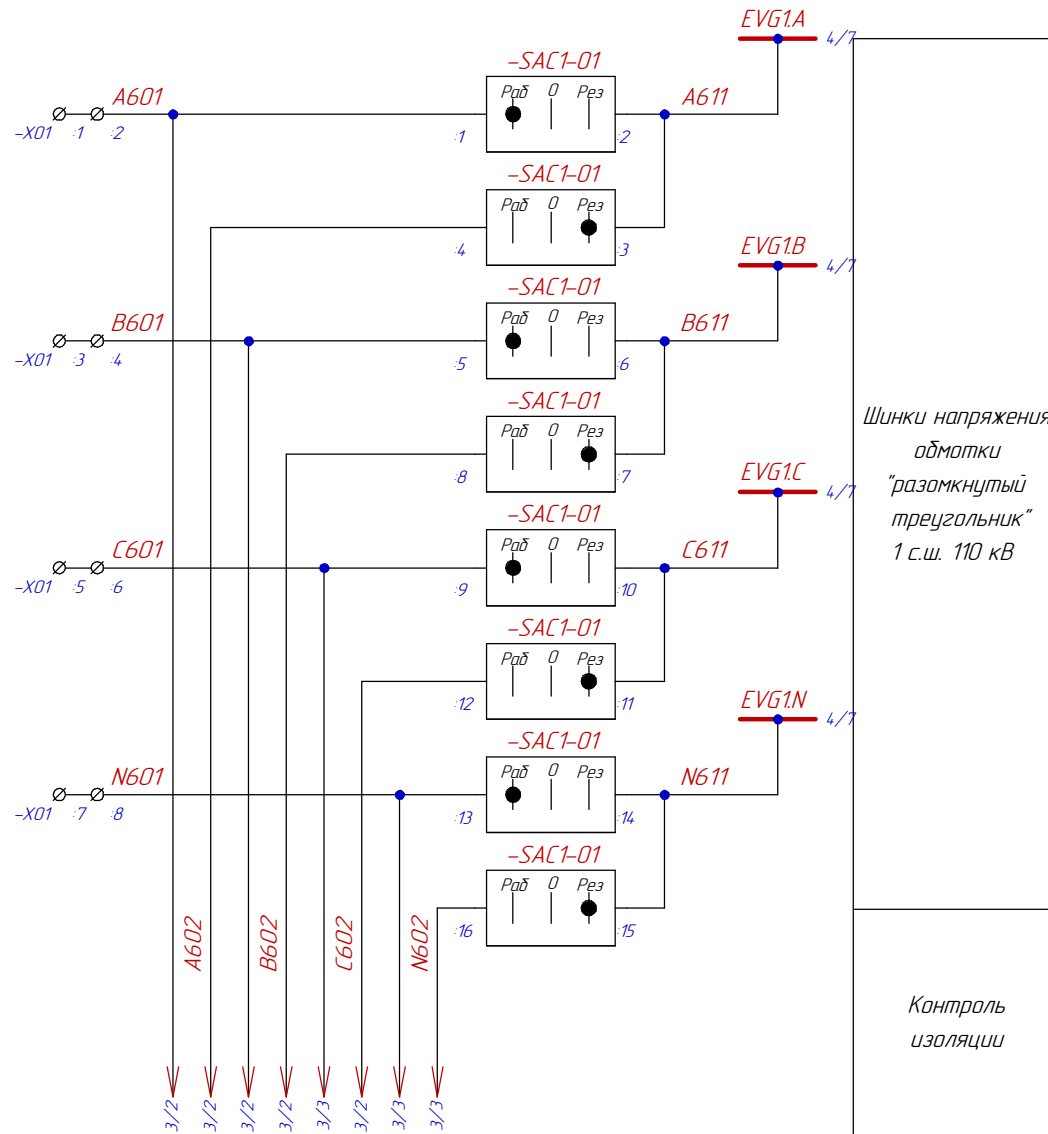 EVG1.A
4/7
-SAC1-01
Раб 0 Рез
A601
A611
-X01 :1 :2
:1 :2
-SAC1-01
Раб 0 Рез
:4 :3
EVG1.B
4/7
-SAC1-01
Раб 0 Рез
B601
B611
-X01 :3 :4
:5 :6
-SAC1-01
Раб 0 Рез
:8 :7
Шинки напряжения
обмотки
"разомкнутый
треугольник"
1 с.ш. 110 кВ
EVG1.C
4/7
-SAC1-01
Раб 0 Рез
C601
C611
-X01 :5 :6
:9 :10
-SAC1-01
Раб 0 Рез
:12 :11
EVG1.N
4/7
-SAC1-01
Раб 0 Рез
N601
N611
-X01 :7 :8
:13 :14
-SAC1-01
Раб 0 Рез
:16 :15
A602
B602
C602
N602
Контроль
изоляции
3/2
3/2
3/2
3/2
3/3
3/2
3/3
3/3